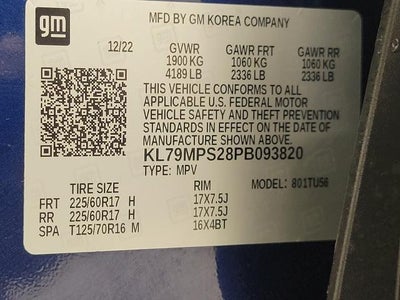 gm
MFD BY GM KOREA COMPANY
12/22 GVWR GAWR FRT GAWR RR
1900 KG 1060 KG 1060 KG
4189 LB 2336 LB 2336 LB
THIS VEHICLE CONFORMS TO ALL
APPLICABLE U.S. FEDERAL MOTOR
VEHICLE SAFETY AND THEFT PREVENTION
STANDARDS IN EFFECT ON THE DATE OF
MANUFACTURE SHOWN ABOVE.
KL79MPS28PB093820
TYPE: MPV MODEL: 801TU56
TIRE SIZE RIM
FRT 225/60R17 H 17X7.5J
RR 225/60R17 H 17X7.5J
SPA T125/70R16 M 16X4BT